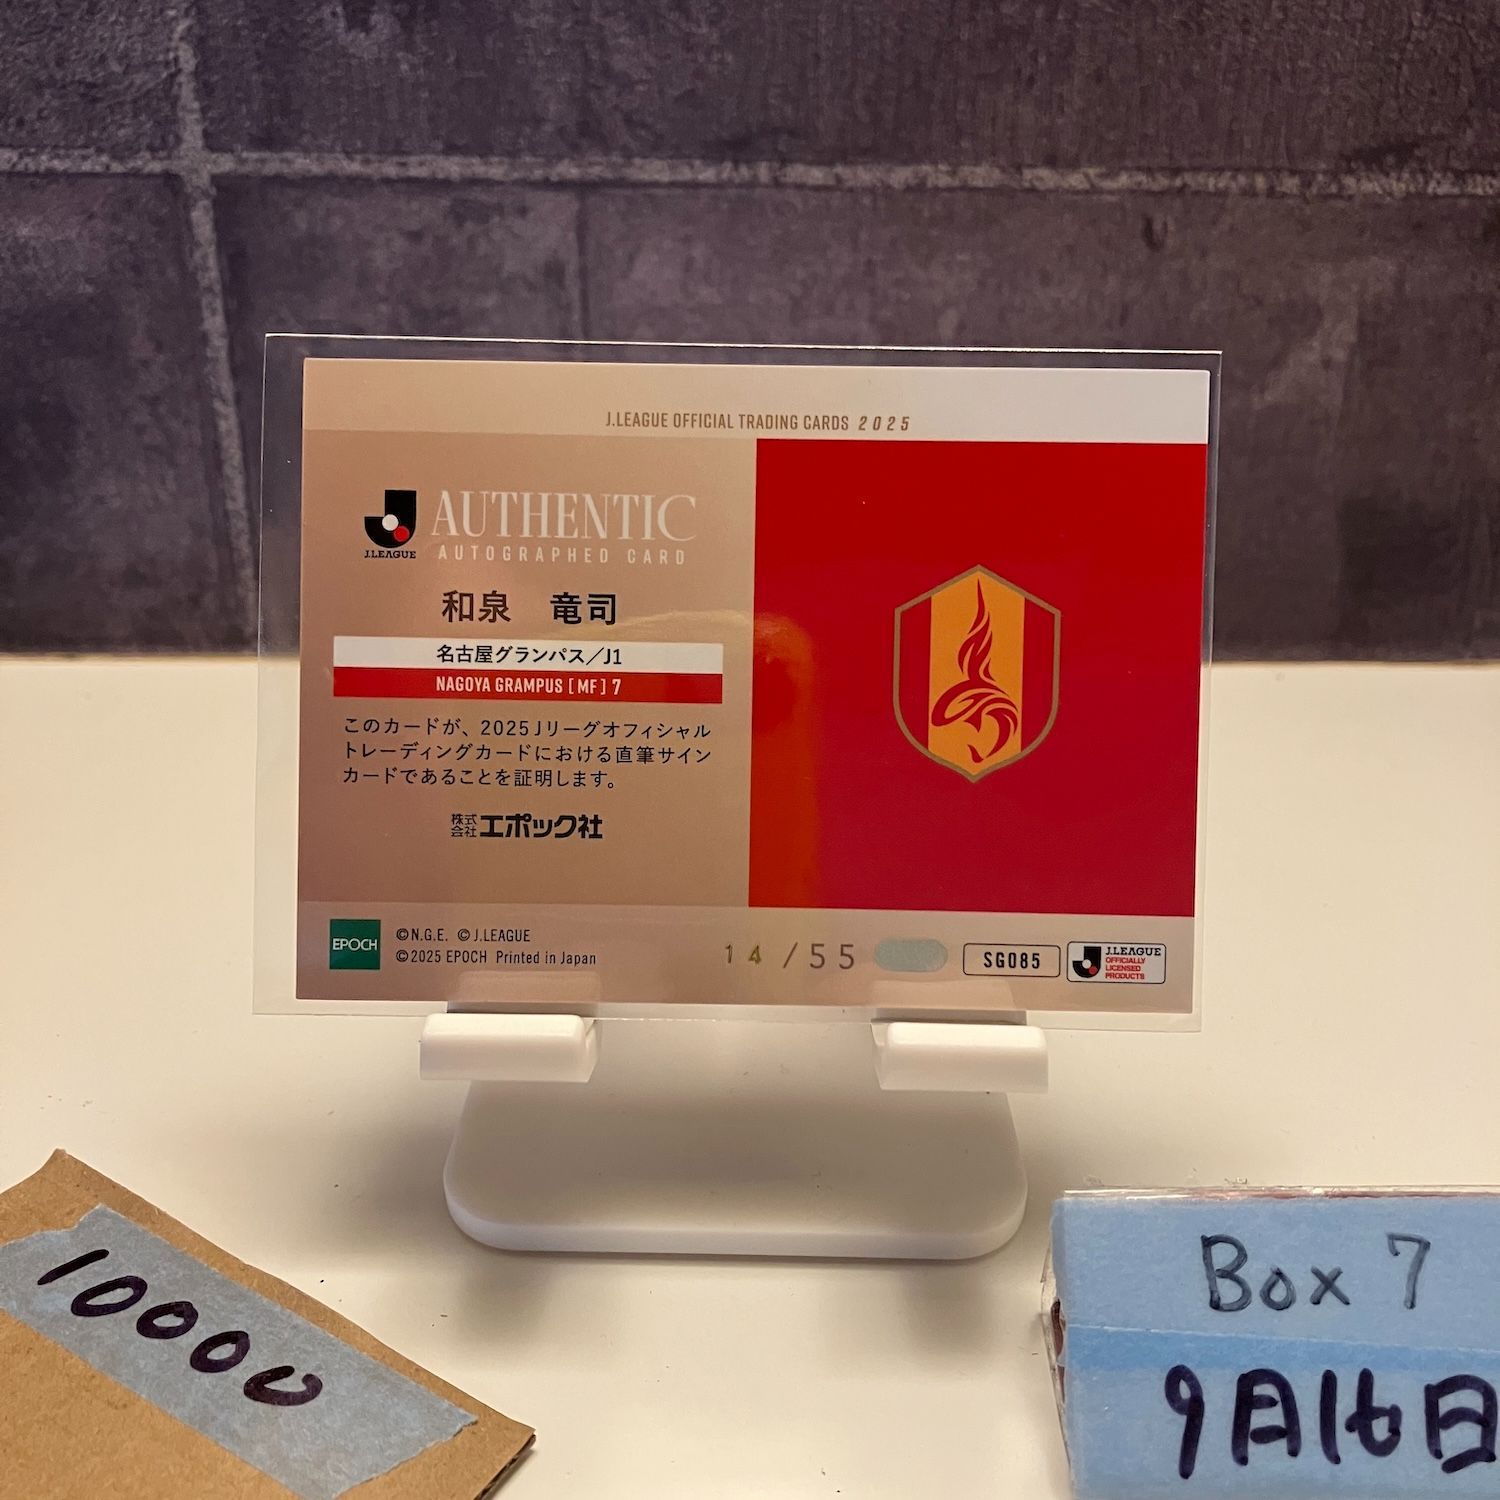 J.LEAGUE OFFICIAL TRADING CARDS 2025
J.LEAGUE
AUTHENTIC
AUTOGRAPHED CARD
和泉 竜司
名古屋グランパス／J1
NAGOYA GRAMPUS [MF] 7
このカードが、2025Jリーグオフィシャル
トレーディングカードにおける直筆サイン
カードであることを証明します。
株式会社エポック社
EPOCH
©N.G.E. ©J.LEAGUE
©2025 EPOCH Printed in Japan
14/55
SG085
J.LEAGUE
OFFICIALLY
LICENSED
PRODUCTS
10000
Box 7
9月16日